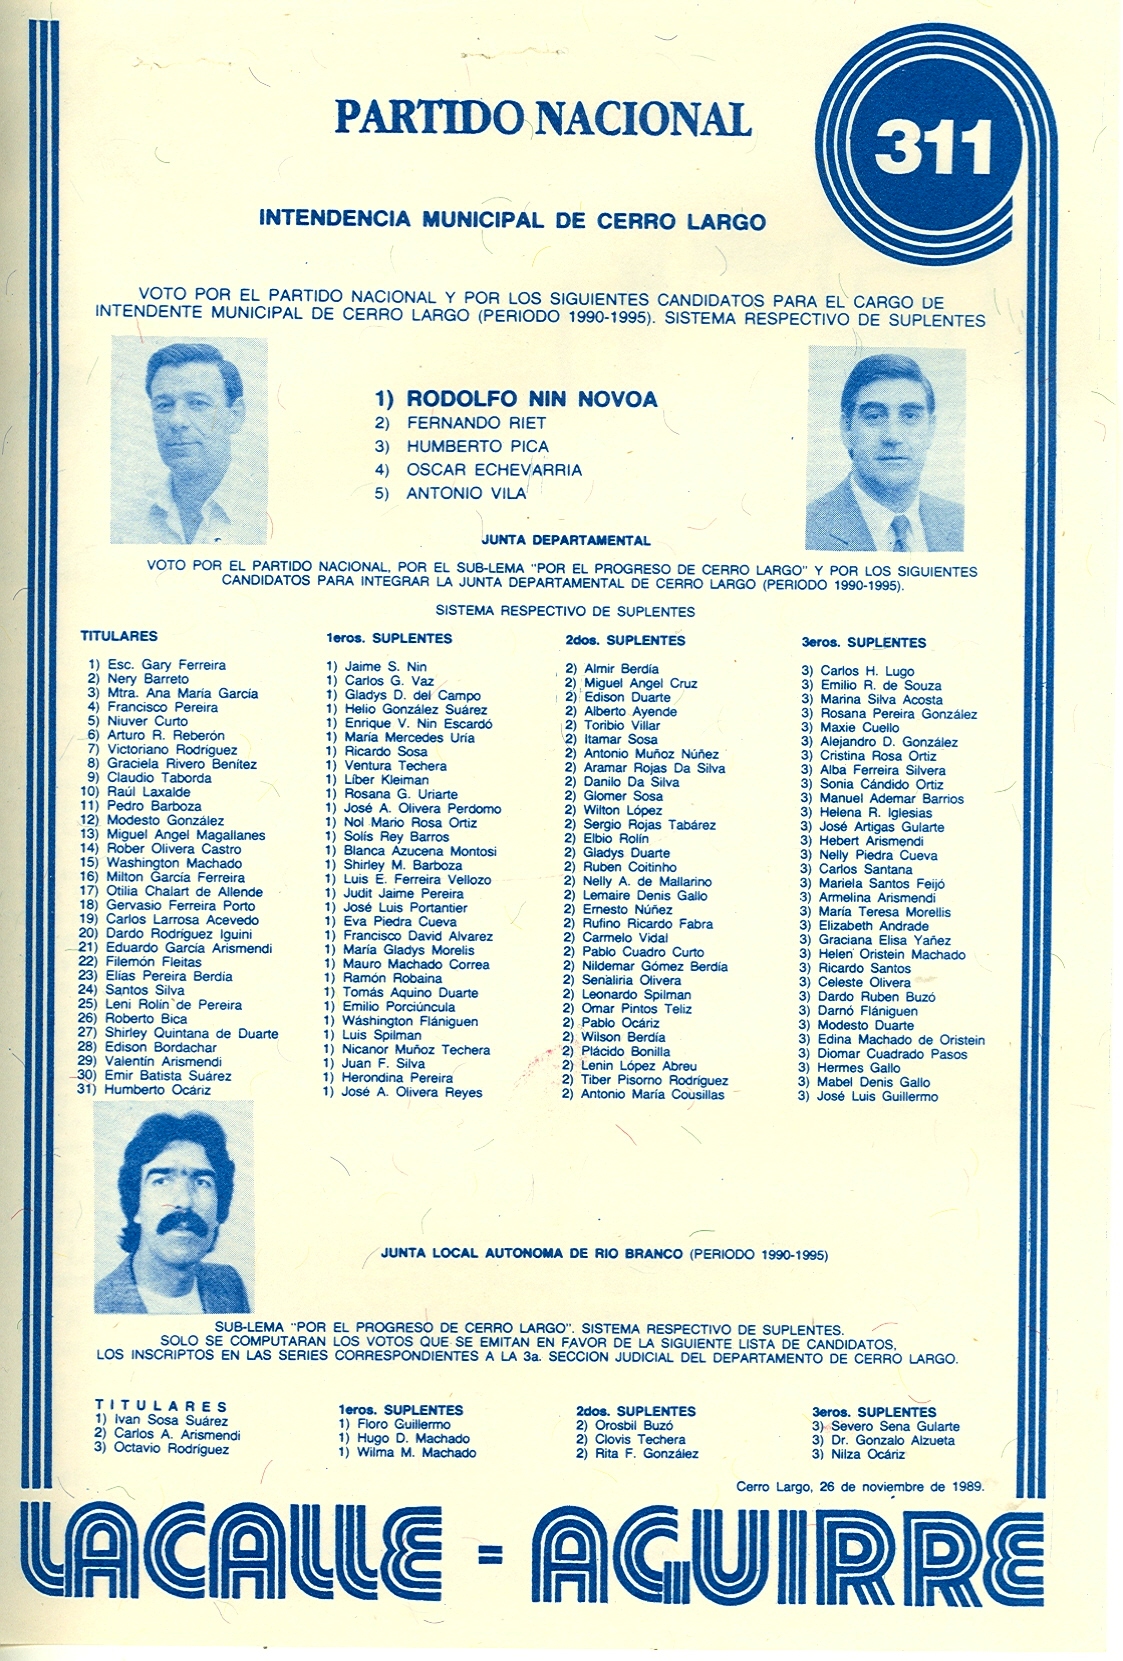 PARTIDO NACIONAL
311
INTENDENCIA MUNICIPAL DE CERRO LARGO
VOTO POR EL PARTIDO NACIONAL Y POR LOS SIGUIENTES CANDIDATOS PARA EL CARGO DE
INTENDENTE MUNICIPAL DE CERRO LARGO (PERIODO 1990-1995). SISTEMA RESPECTIVO DE SUPLENTES
1) RODOLFO NIN NOVOA
2) FERNANDO RIET
3) HUMBERTO PICA
4) OSCAR ECHEVARRIA
5) ANTONIO VILA
JUNTA DEPARTAMENTAL
VOTO POR EL PARTIDO NACIONAL, POR EL SUB-LEMA "POR EL PROGRESO DE CERRO LARGO" Y POR LOS SIGUIENTES
CANDIDATOS PARA INTEGRAR LA JUNTA DEPARTAMENTAL DE CERRO LARGO (PERIODO 1990-1995).
SISTEMA RESPECTIVO DE SUPLENTES
TITULARES
1) Esc. Gary Ferreira
2) Nery Barreto
3) Mtra. Ana María García
4) Francisco Pereira
5) Niuver Curto
6) Arturo R. Reberón
7) Victoriano Rodríguez
8) Graciela Rivero Benítez
9) Claudio Taborda
10) Raúl Laxalde
11) Pedro Barboza
12) Modesto González
13) Miguel Angel Magallanes
14) Rober Olivera Castro
15) Washington Machado
16) Milton García Ferreira
17) Otilia Chalart de Allende
18) Gervasio Ferreira Porto
19) Carlos Larrosa Acevedo
20) Dardo Rodríguez Iguini
21) Eduardo García Arismendi
22) Filemón Fleitas
23) Elías Pereira Berdía
24) Santos Silva
25) Leni Rolín de Pereira
26) Roberto Bica
27) Shirley Quintana de Duarte
28) Edison Bordachar
29) Valentín Arismendi
30) Emir Batista Suárez
31) Humberto Ocáriz
1eros. SUPLENTES
1) Jaime S. Nin
1) Carlos G. Vaz
1) Gladys D. del Campo
1) Helio González Suárez
1) Enrique V. Nin Escardó
1) María Mercedes Uría
1) Ricardo Sosa
1) Ventura Techera
1) Líber Kleiman
1) Rosana G. Uriarte
1) José A. Olivera Perdomo
1) Nol Mario Rosa Ortiz
1) Solís Rey Barros
1) Blanca Azucena Montosi
1) Shirley M. Barboza
1) Luis E. Ferreira Vellozo
1) Judit Jaime Pereira
1) José Luis Portantier
1) Eva Piedra Cueva
1) Francisco David Alvarez
1) María Gladys Morelis
1) Mauro Machado Correa
1) Ramón Robaina
1) Tomás Aquino Duarte
1) Emilio Porciúncula
1) Wáshington Flániguen
1) Luis Spilman
1) Nicanor Muñoz Techera
1) Juan F. Silva
1) Herondina Pereira
1) José A. Olivera Reyes
2dos. SUPLENTES
2) Almir Berdía
2) Miguel Angel Cruz
2) Edison Duarte
2) Alberto Ayende
2) Toribio Villar
2) Itamar Sosa
2) Antonio Muñoz Núñez
2) Aramar Rojas Da Silva
2) Danilo Da Silva
2) Glomer Sosa
2) Wilton López
2) Sergio Rojas Tabárez
2) Elbio Rolín
2) Gladys Duarte
2) Ruben Coitinho
2) Nelly A. de Mallarino
2) Lemaire Denis Gallo
2) Ernesto Núñez
2) Rufino Ricardo Fabra
2) Carmelo Vidal
2) Pablo Cuadro Curto
2) Nildemar Gómez Berdía
2) Senaliria Olivera
2) Leonardo Spilman
2) Omar Pintos Teliz
2) Pablo Ocáriz
2) Wilson Berdía
2) Plácido Bonilla
2) Lenin López Abreu
2) Tiber Pisorno Rodríguez
2) Antonio María Cousillas
3eros. SUPLENTES
3) Carlos H. Lugo
3) Emilio R. de Souza
3) Marina Silva Acosta
3) Rosana Pereira González
3) Maxie Cuello
3) Alejandro D. González
3) Cristina Rosa Ortiz
3) Alba Ferreira Silvera
3) Sonia Cándido Ortiz
3) Manuel Ademar Barrios
3) Helena R. Iglesias
3) José Artigas Gularte
3) Hebert Arismendi
3) Nelly Piedra Cueva
3) Carlos Santana
3) Mariela Santos Feijó
3) Armelina Arismendi
3) María Teresa Morellis
3) Elizabeth Andrade
3) Graciana Elisa Yañez
3) Helen Oristein Machado
3) Ricardo Santos
3) Celeste Olivera
3) Dardo Ruben Buzó
3) Darnó Flániguen
3) Modesto Duarte
3) Edina Machado de Oristein
3) Diomar Cuadrado Pasos
3) Hermes Gallo
3) Mabel Denis Gallo
3) José Luis Guillermo
JUNTA LOCAL AUTONOMA DE RIO BRANCO (PERIODO 1990-1995)
SUB-LEMA "POR EL PROGRESO DE CERRO LARGO". SISTEMA RESPECTIVO DE SUPLENTES.
SOLO SE COMPUTARAN LOS VOTOS QUE SE EMITAN EN FAVOR DE LA SIGUIENTE LISTA DE CANDIDATOS,
LOS INSCRIPTOS EN LAS SERIES CORRESPONDIENTES A LA 3a. SECCION JUDICIAL DEL DEPARTAMENTO DE CERRO LARGO.
TITULARES
1) Ivan Sosa Suárez
2) Carlos A. Arismendi
3) Octavio Rodríguez
1eros. SUPLENTES
1) Floro Guillermo
1) Hugo D. Machado
1) Wilma M. Machado
2dos. SUPLENTES
2) Orosbil Buzó
2) Clovis Techera
2) Rita F. González
3eros. SUPLENTES
3) Severo Sena Gularte
3) Dr. Gonzalo Alzueta
3) Nilza Ocáriz
Cerro Largo, 26 de noviembre de 1989.
LACALLE - AGUIRRE